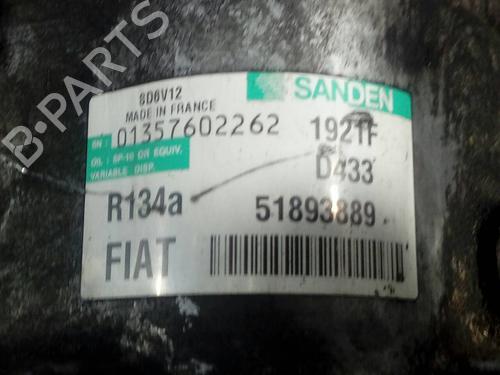 B-PARTS
SD6V12
MADE IN FRANCE
SANDEN
SN:
01357602262
1921F
OIL: SP-10 OR EQUIV.
VARIABLE DISP.
D433
R134a
51893889
FIAT